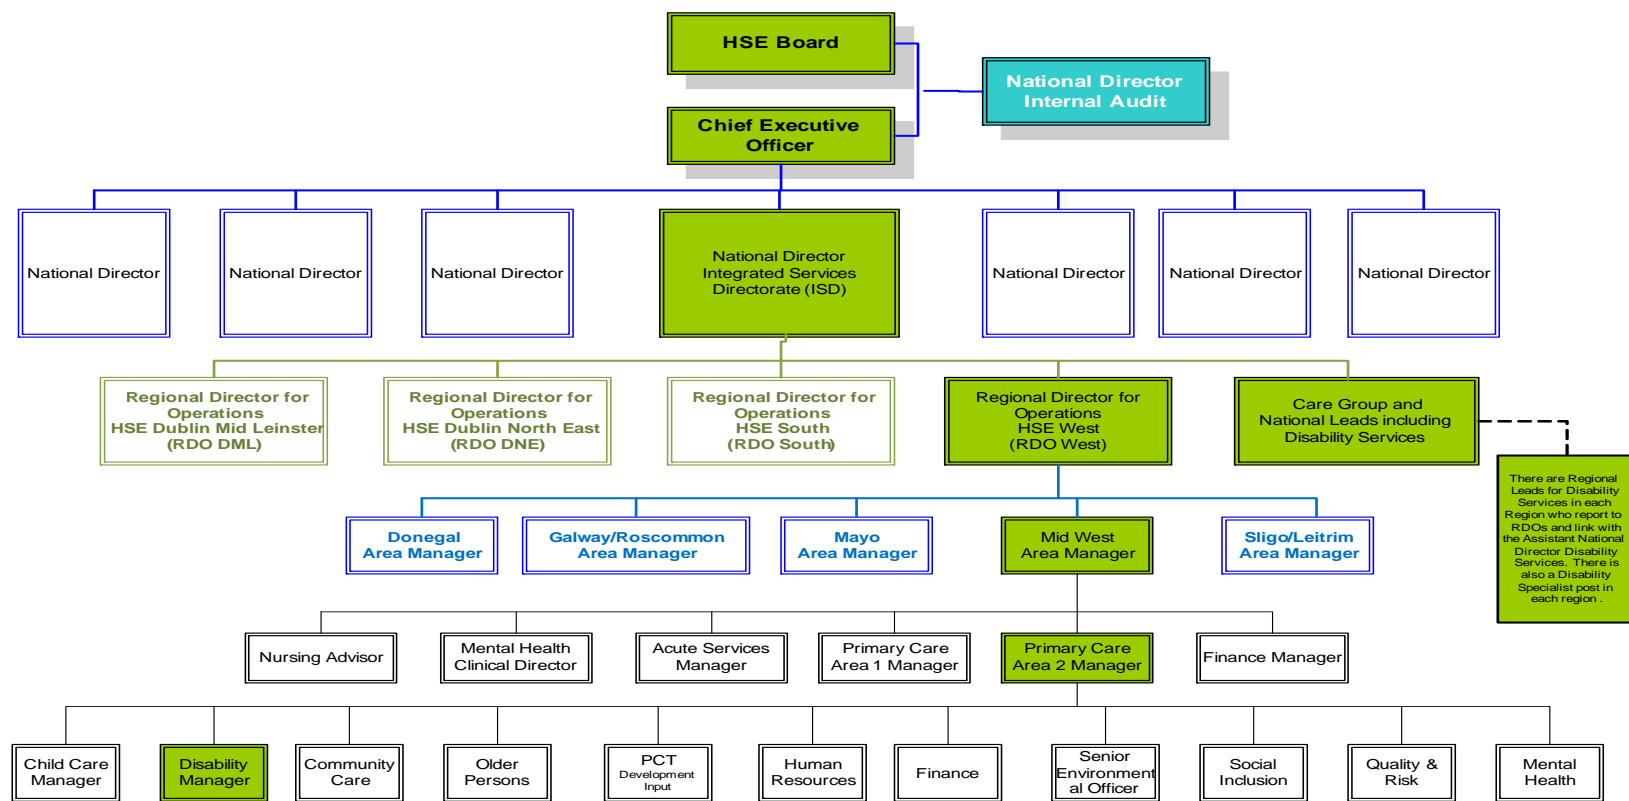 HSE Board
National Director
Internal Audit
Chief Executive
Officer
National Director
National Director
National Director
National Director
Integrated Services
Directorate (ISD)
National Director
National Director
National Director
Regional Director for
Operations
HSE Dublin Mid Leinster
(RDO DML)
Regional Director for
Operations
HSE Dublin North East
(RDO DNE)
Regional Director for
Operations
HSE South
(RDO South)
Regional Director for
Operations
HSE West
(RDO West)
Care Group and
National Leads including
Disability Services
There are Regional
Leads for Disability
Services in each
Region who report to
RDOs and link with
the Assistant National
Director Disability
Services. There is
also a Disability
Specialist post in
each region .
Donegal
Area Manager
Galway/Roscommon
Area Manager
Mayo
Area Manager
Mid West
Area Manager
Sligo/Leitrim
Area Manager
Nursing Advisor
Mental Health
Clinical Director
Acute Services
Manager
Primary Care
Area 1 Manager
Primary Care
Area 2 Manager
Finance Manager
Child Care
Manager
Disability
Manager
Community
Care
Older
Persons
PCT
Development
Input
Human
Resources
Finance
Senior
Environment
al Officer
Social
Inclusion
Quality &
Risk
Mental
Health